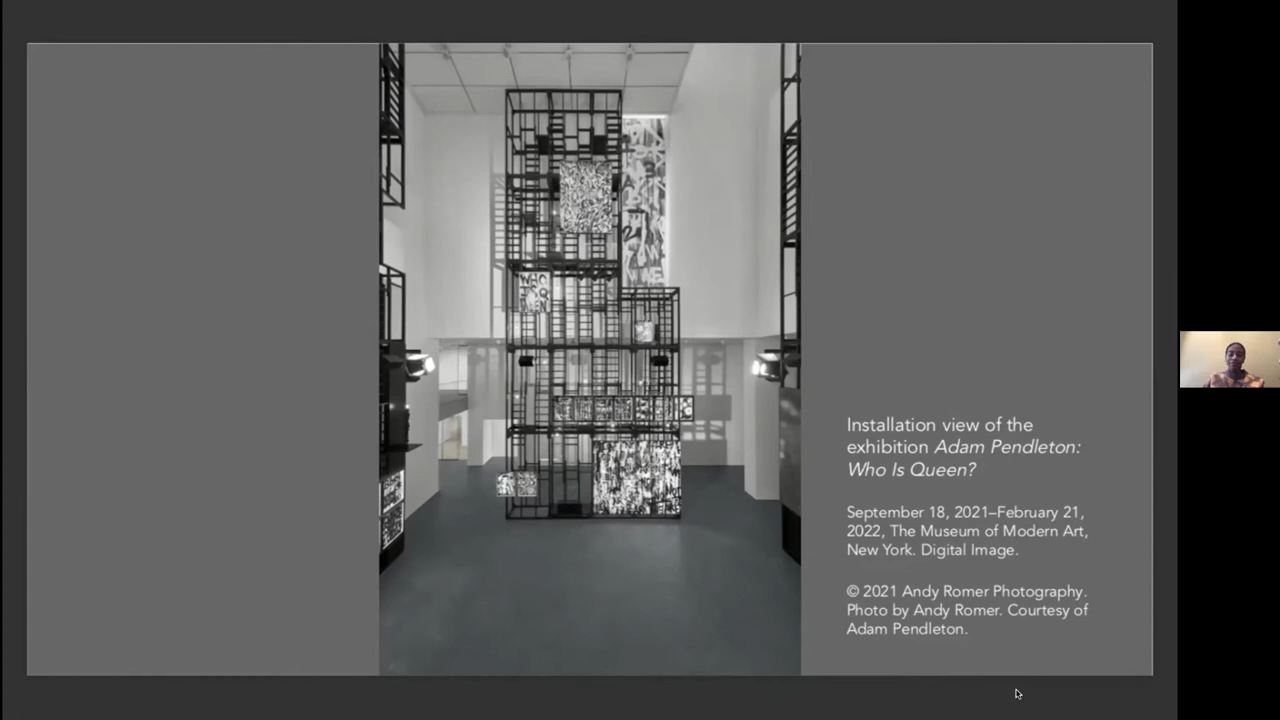 Installation view of the
exhibition Adam Pendleton:
Who Is Queen?
September 18, 2021–February 21,
2022, The Museum of Modern Art,
New York. Digital Image.
© 2021 Andy Romer Photography.
Photo by Andy Romer. Courtesy of
Adam Pendleton.